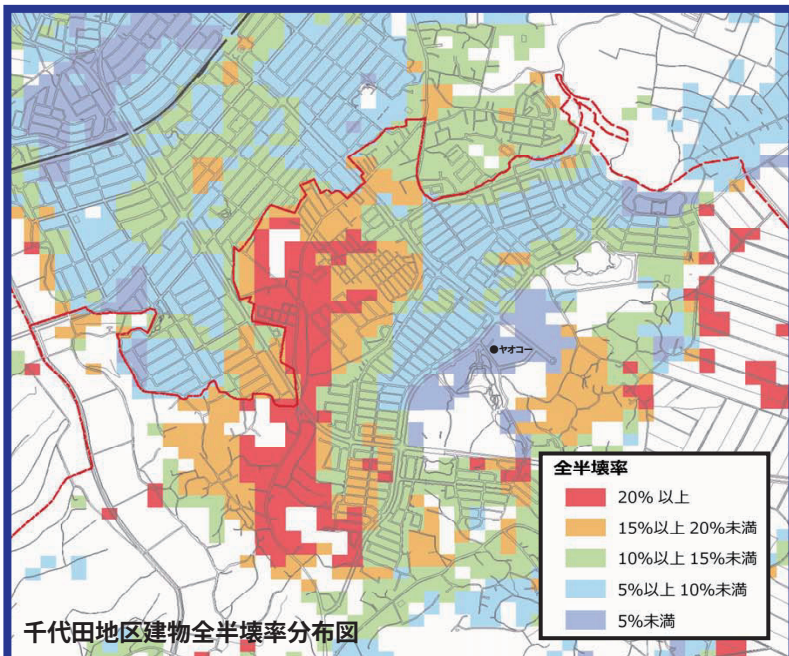 ●ヤオコー
全半壊率
20% 以上
15%以上 20%未満
10%以上 15%未満
5%以上 10%未満
5%未満
千代田地区建物全半壊率分布図